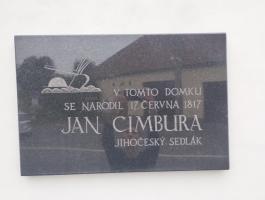 V TOMTO DOMKU
SE NARODIL 17. ČERVNA 1817
JAN CIMBURA
JIHOČESKÝ SEDLÁK